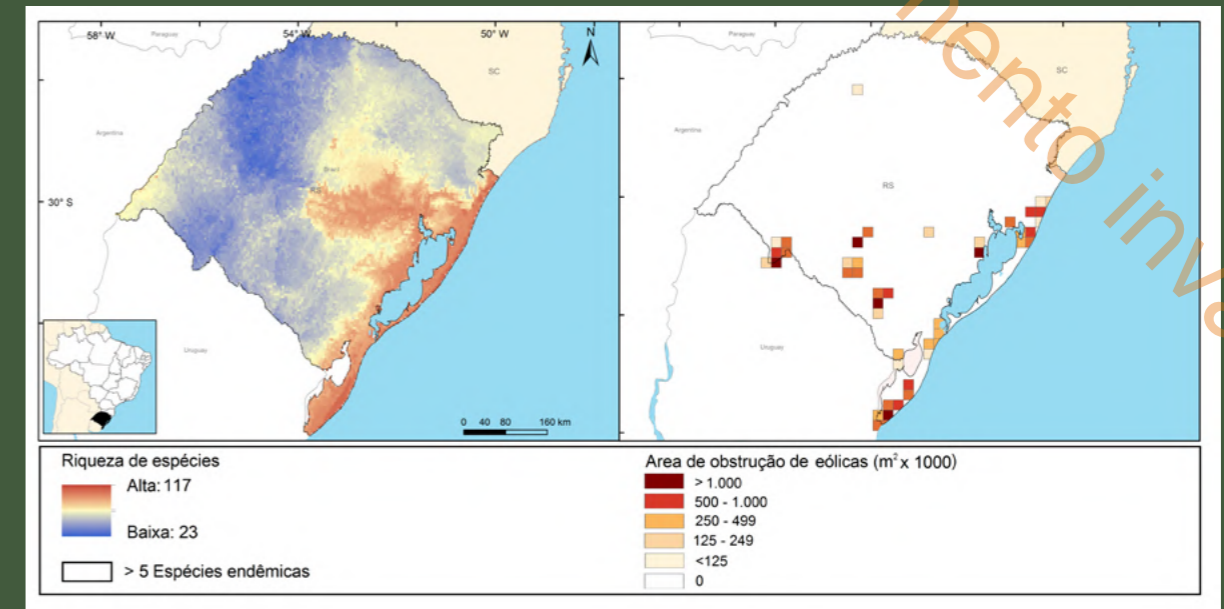 58° W
Paraguay
54° W
50° W
N
SC
Argentina
Brazil
RS
30° S
Uruguay
0 40 80 160 km
Paraguay
SC
Argentina
RS
Uruguay
Riqueza de espécies
Alta: 117
Baixa: 23
> 5 Espécies endêmicas
Area de obstrução de eólicas (m² x 1000)
> 1.000
500 - 1.000
250 - 499
125 - 249
<125
0
mento inv